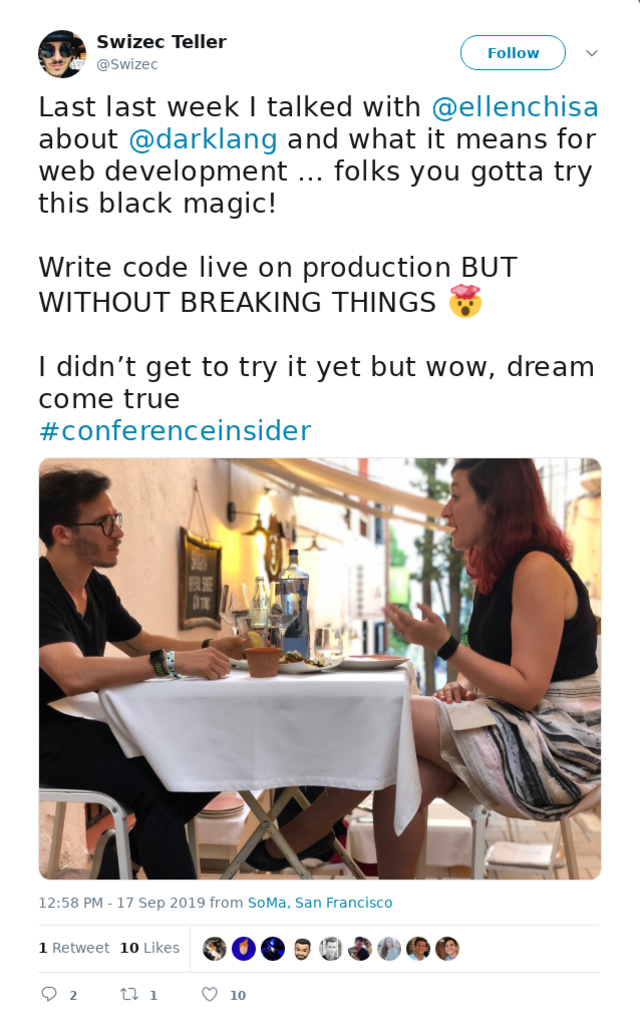 Swizec Teller
@Swizec
Follow
Last last week I talked with @ellenchisa
about @darklang and what it means for
web development ... folks you gotta try
this black magic!
Write code live on production BUT
WITHOUT BREAKING THINGS 🤯
I didn’t get to try it yet but wow, dream
come true
#conferenceinsider
12:58 PM - 17 Sep 2019 from SoMa, San Francisco
1 Retweet 10 Likes
2 1 10